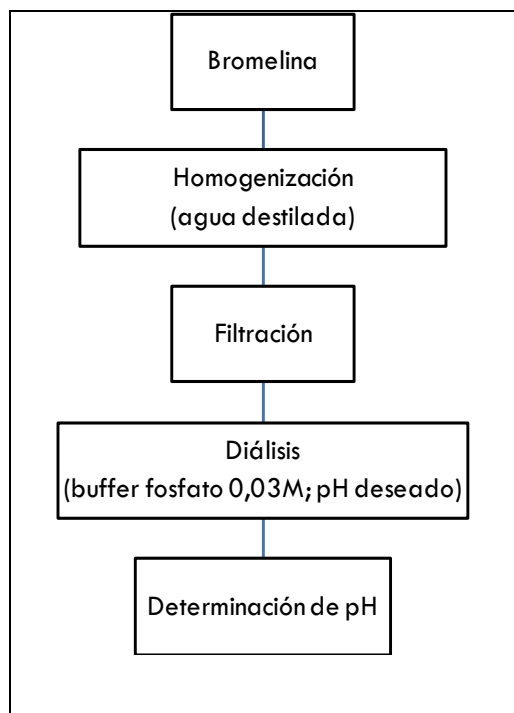 Bromelina
Homogenización
(agua destilada)
Filtración
Diálisis
(buffer fosfato 0,03M; pH deseado)
Determinación de pH